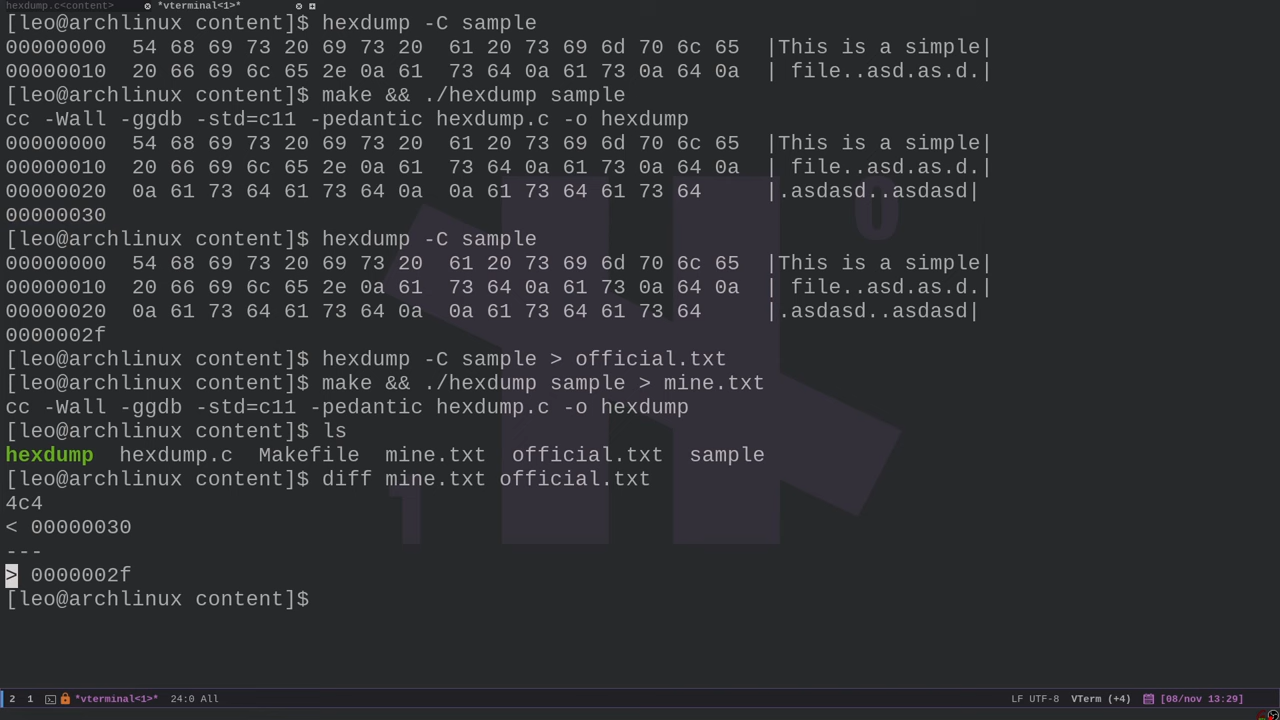 hexdump.c<content> *vterminal<1>*
[leo@archlinux content]$ hexdump -C sample
00000000  54 68 69 73 20 69 73 20  61 20 73 69 6d 70 6c 65  |This is a simple|
00000010  20 66 69 6c 65 2e 0a 61  73 64 0a 61 73 0a 64 0a  | file..asd.as.d.|
[leo@archlinux content]$ make && ./hexdump sample
cc -Wall -ggdb -std=c11 -pedantic hexdump.c -o hexdump
00000000  54 68 69 73 20 69 73 20  61 20 73 69 6d 70 6c 65  |This is a simple|
00000010  20 66 69 6c 65 2e 0a 61  73 64 0a 61 73 0a 64 0a  | file..asd.as.d.|
00000020  0a 61 73 64 61 73 64 0a  0a 61 73 64 61 73 64     |.asdasd..asdasd|
00000030
[leo@archlinux content]$ hexdump -C sample
00000000  54 68 69 73 20 69 73 20  61 20 73 69 6d 70 6c 65  |This is a simple|
00000010  20 66 69 6c 65 2e 0a 61  73 64 0a 61 73 0a 64 0a  | file..asd.as.d.|
00000020  0a 61 73 64 61 73 64 0a  0a 61 73 64 61 73 64     |.asdasd..asdasd|
0000002f
[leo@archlinux content]$ hexdump -C sample > official.txt
[leo@archlinux content]$ make && ./hexdump sample > mine.txt
cc -Wall -ggdb -std=c11 -pedantic hexdump.c -o hexdump
[leo@archlinux content]$ ls
hexdump  hexdump.c  Makefile  mine.txt  official.txt  sample
[leo@archlinux content]$ diff mine.txt official.txt
4c4
< 00000030
---
> 0000002f
[leo@archlinux content]$
0
1
2 1 *vterminal<1>* 24:0 All LF UTF-8 VTerm (+4) [08/nov 13:29]